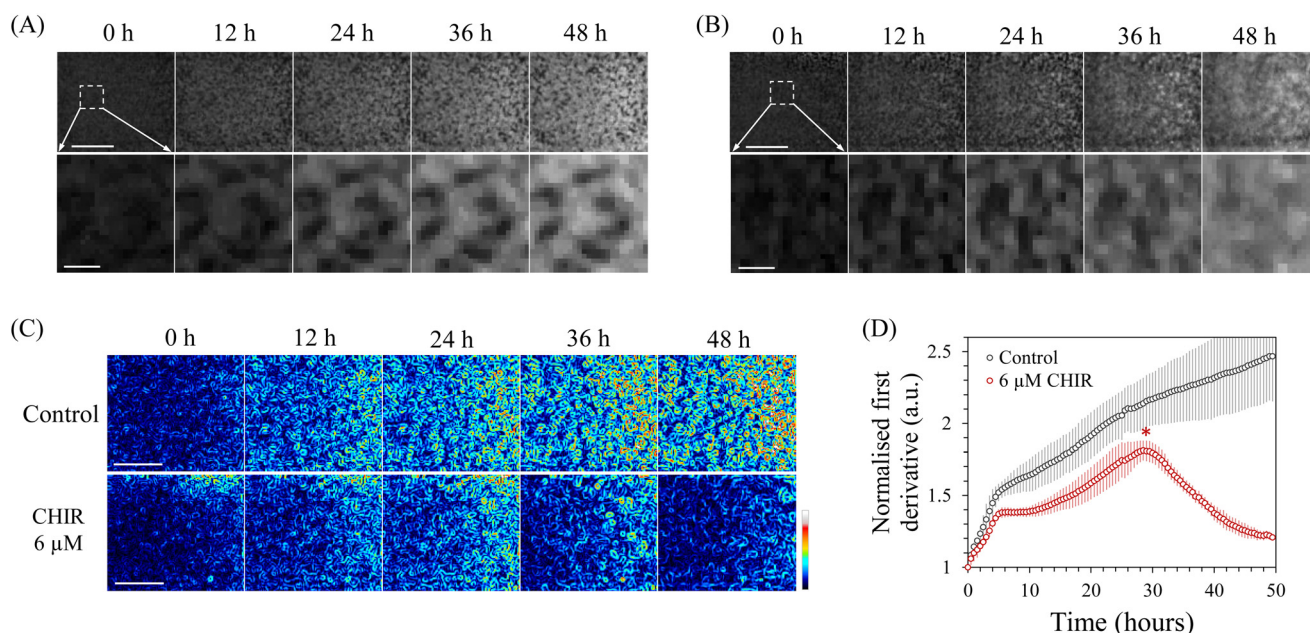 (A)
0 h 12 h 24 h 36 h 48 h
(B)
0 h 12 h 24 h 36 h 48 h
(C)
0 h 12 h 24 h 36 h 48 h
Control
CHIR
6 µM
(D)
Normalised first
derivative (a.u.)
2.5
2
1.5
1
Control
6 µM CHIR
*
0 10 20 30 40 50
Time (hours)